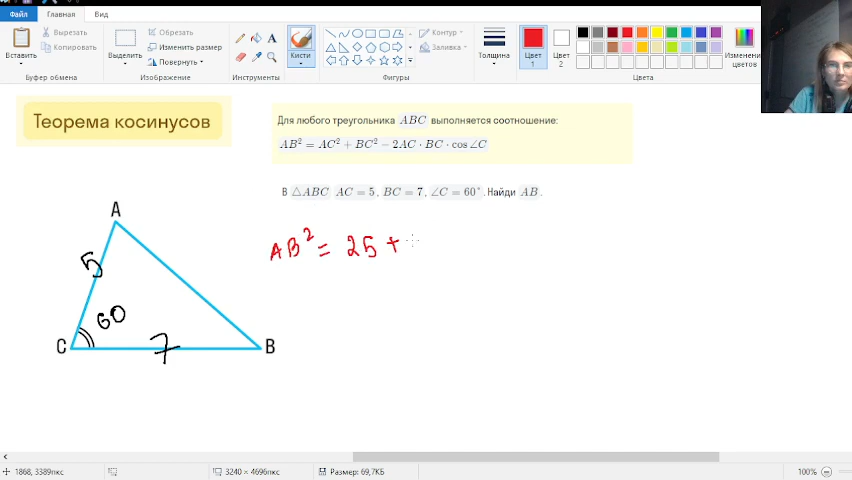 Файл Главная Вид
Вставить
Вырезать
Копировать
Буфер обмена
Выделить
Обрезать
Изменить размер
Повернуть
Изображение
Инструменты
Кисти
Контур
Заливка
Фигуры
Толщина
Цвет 1
Цвет 2
Изменение цветов
Цвета
Теорема косинусов
Для любого треугольника ABC выполняется соотношение:
AB² = AC² + BC² − 2AC · BC · cos∠C
В △ABC AC = 5, BC = 7, ∠C = 60°. Найди AB.
AB² = 25 +
A
5
60
C
7
B
1868, 3389пкс
3240 × 4696пкс
Размер: 69,7КБ
100%